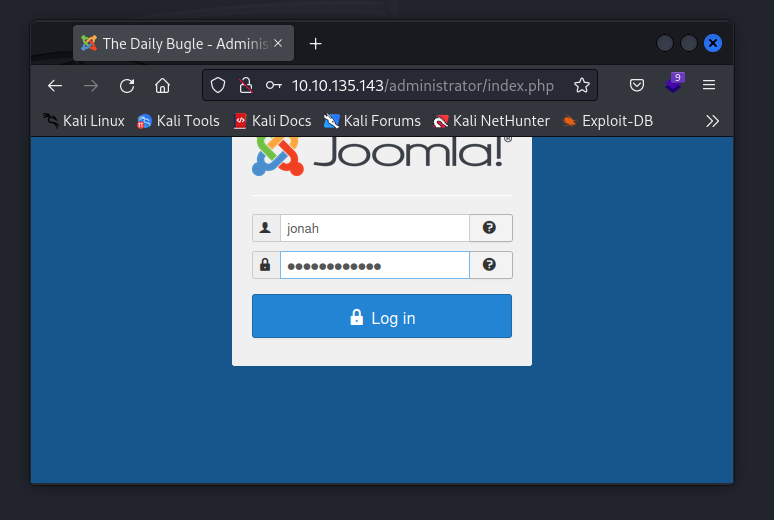 The Daily Bugle - Adminis
10.10.135.143/administrator/index.php
9
Kali Linux Kali Tools Kali Docs Kali Forums Kali NetHunter Exploit-DB
Joomla!®
jonah
●●●●●●●●●●●●
Log in